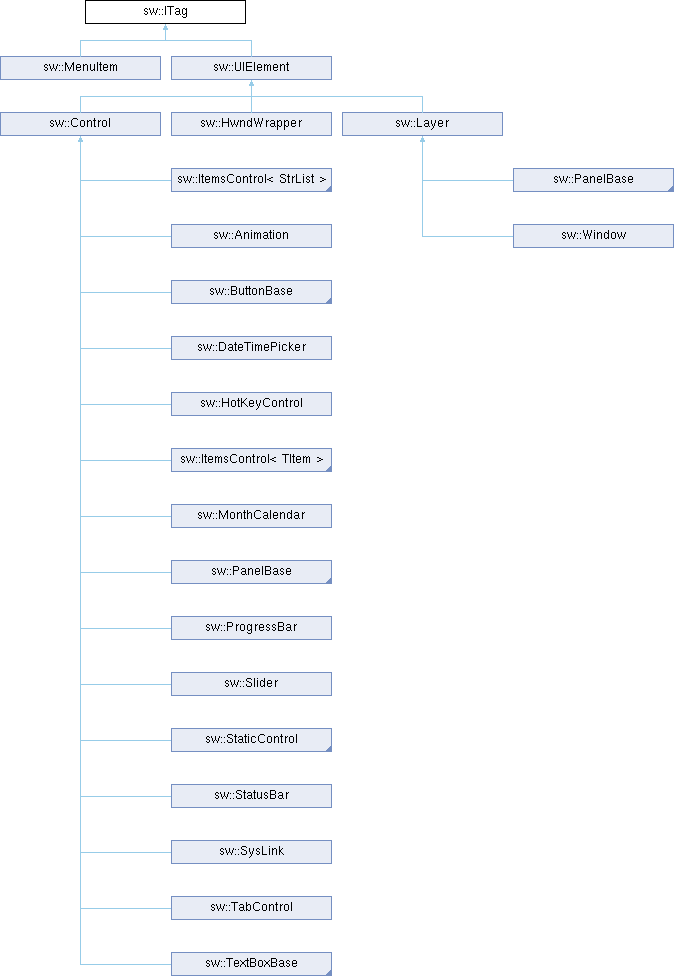 sw::ITag
sw::MenuItem
sw::UIElement
sw::Control
sw::HwndWrapper
sw::Layer
sw::ItemsControl< StrList >
sw::PanelBase
sw::Animation
sw::Window
sw::ButtonBase
sw::DateTimePicker
sw::HotKeyControl
sw::ItemsControl< TItem >
sw::MonthCalendar
sw::PanelBase
sw::ProgressBar
sw::Slider
sw::StaticControl
sw::StatusBar
sw::SysLink
sw::TabControl
sw::TextBoxBase